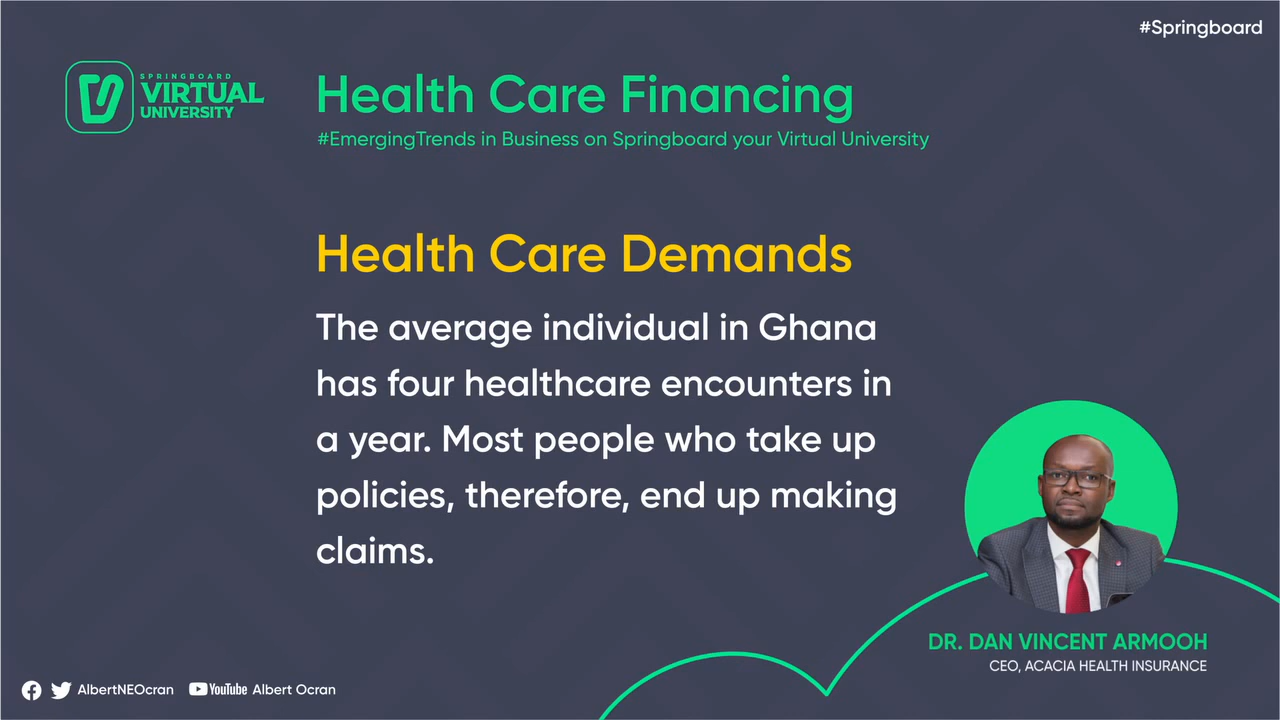 #Springboard
SPRINGBOARD
VIRTUAL
UNIVERSITY
Health Care Financing
#EmergingTrends in Business on Springboard your Virtual University
Health Care Demands
The average individual in Ghana
has four healthcare encounters in
a year. Most people who take up
policies, therefore, end up making
claims.
DR. DAN VINCENT ARMOOH
CEO, ACACIA HEALTH INSURANCE
AlbertNEOcran YouTube Albert Ocran